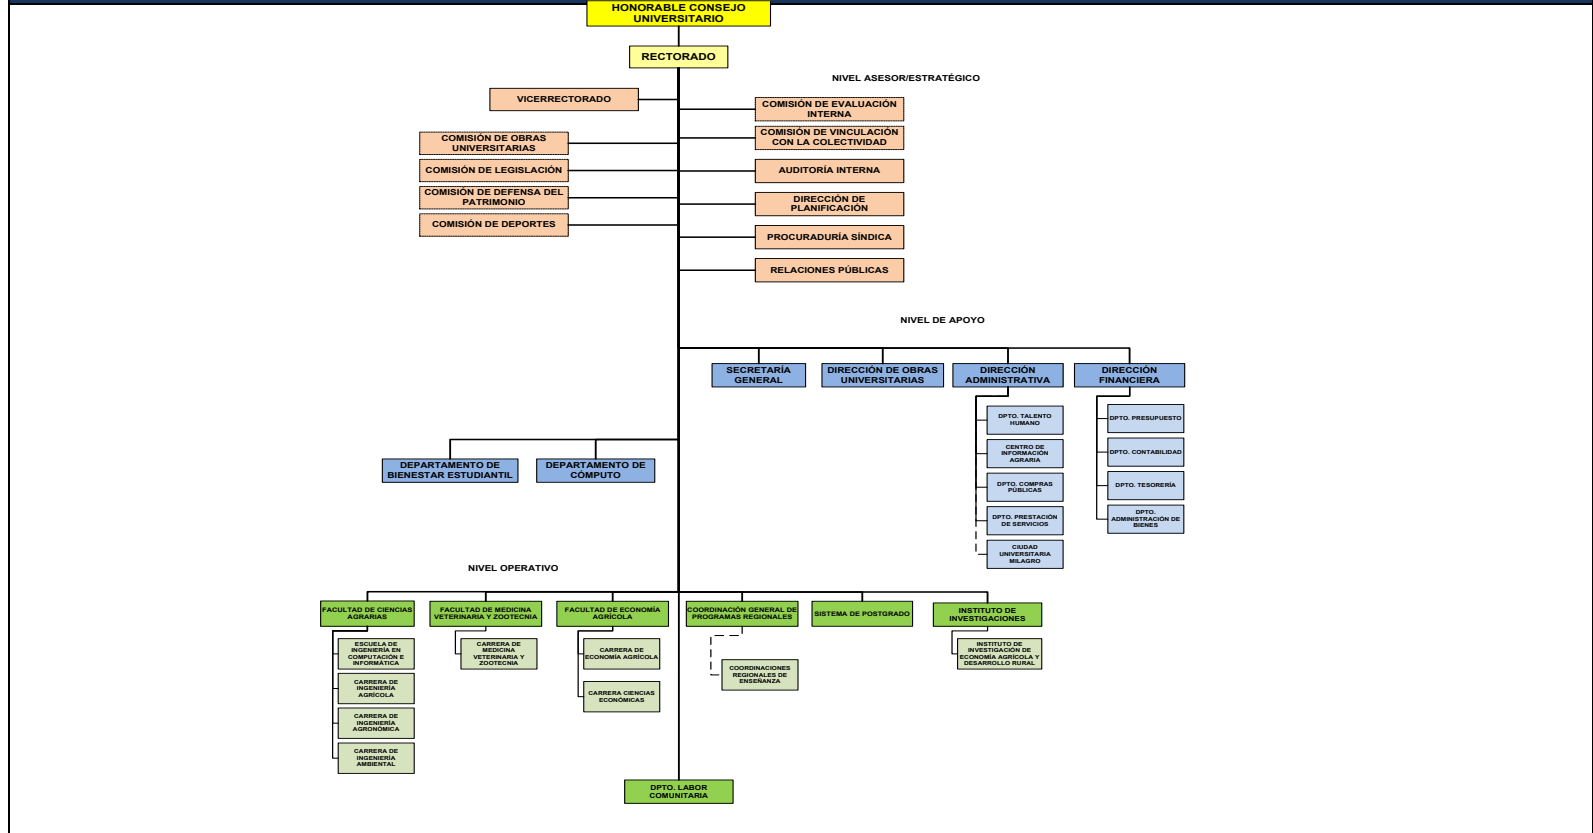 HONORABLE CONSEJO
UNIVERSITARIO
RECTORADO
NIVEL ASESOR/ESTRATÉGICO
VICERRECTORADO
COMISIÓN DE OBRAS
UNIVERSITARIAS
COMISIÓN DE LEGISLACIÓN
COMISIÓN DE DEFENSA DEL
PATRIMONIO
COMISIÓN DE DEPORTES
COMISIÓN DE EVALUACIÓN
INTERNA
COMISIÓN DE VINCULACIÓN
CON LA COLECTIVIDAD
AUDITORÍA INTERNA
DIRECCIÓN DE
PLANIFICACIÓN
PROCURADURÍA SÍNDICA
RELACIONES PÚBLICAS
NIVEL DE APOYO
SECRETARÍA
GENERAL
DIRECCIÓN DE OBRAS
UNIVERSITARIAS
DIRECCIÓN
ADMINISTRATIVA
DIRECCIÓN
FINANCIERA
DPTO. TALENTO
HUMANO
CENTRO DE
INFORMACIÓN
AGRARIA
DPTO. COMPRAS
PÚBLICAS
DPTO. PRESTACIÓN
DE SERVICIOS
CIUDAD
UNIVERSITARIA
MILAGRO
DPTO. PRESUPUESTO
DPTO. CONTABILIDAD
DPTO. TESORERÍA
DPTO.
ADMINISTRACIÓN DE
BIENES
DEPARTAMENTO DE
BIENESTAR ESTUDIANTIL
DEPARTAMENTO DE
CÓMPUTO
NIVEL OPERATIVO
FACULTAD DE CIENCIAS
AGRARIAS
ESCUELA DE
INGENIERÍA EN
COMPUTACIÓN E
INFORMÁTICA
CARRERA DE
INGENIERÍA
AGRÍCOLA
CARRERA DE
INGENIERÍA
AGRONÓMICA
CARRERA DE
INGENIERÍA
AMBIENTAL
FACULTAD DE MEDICINA
VETERINARIA Y ZOOTECNIA
CARRERA DE
MEDICINA
VETERINARIA Y
ZOOTECNIA
FACULTAD DE ECONOMÍA
AGRÍCOLA
CARRERA DE
ECONOMÍA AGRÍCOLA
CARRERA CIENCIAS
ECONÓMICAS
COORDINACIÓN GENERAL DE
PROGRAMAS REGIONALES
COORDINACIONES
REGIONALES DE
ENSEÑANZA
SISTEMA DE POSTGRADO
INSTITUTO DE
INVESTIGACIONES
INSTITUTO DE
INVESTIGACIÓN DE
ECONOMÍA AGRÍCOLA Y
DESARROLLO RURAL
DPTO. LABOR
COMUNITARIA